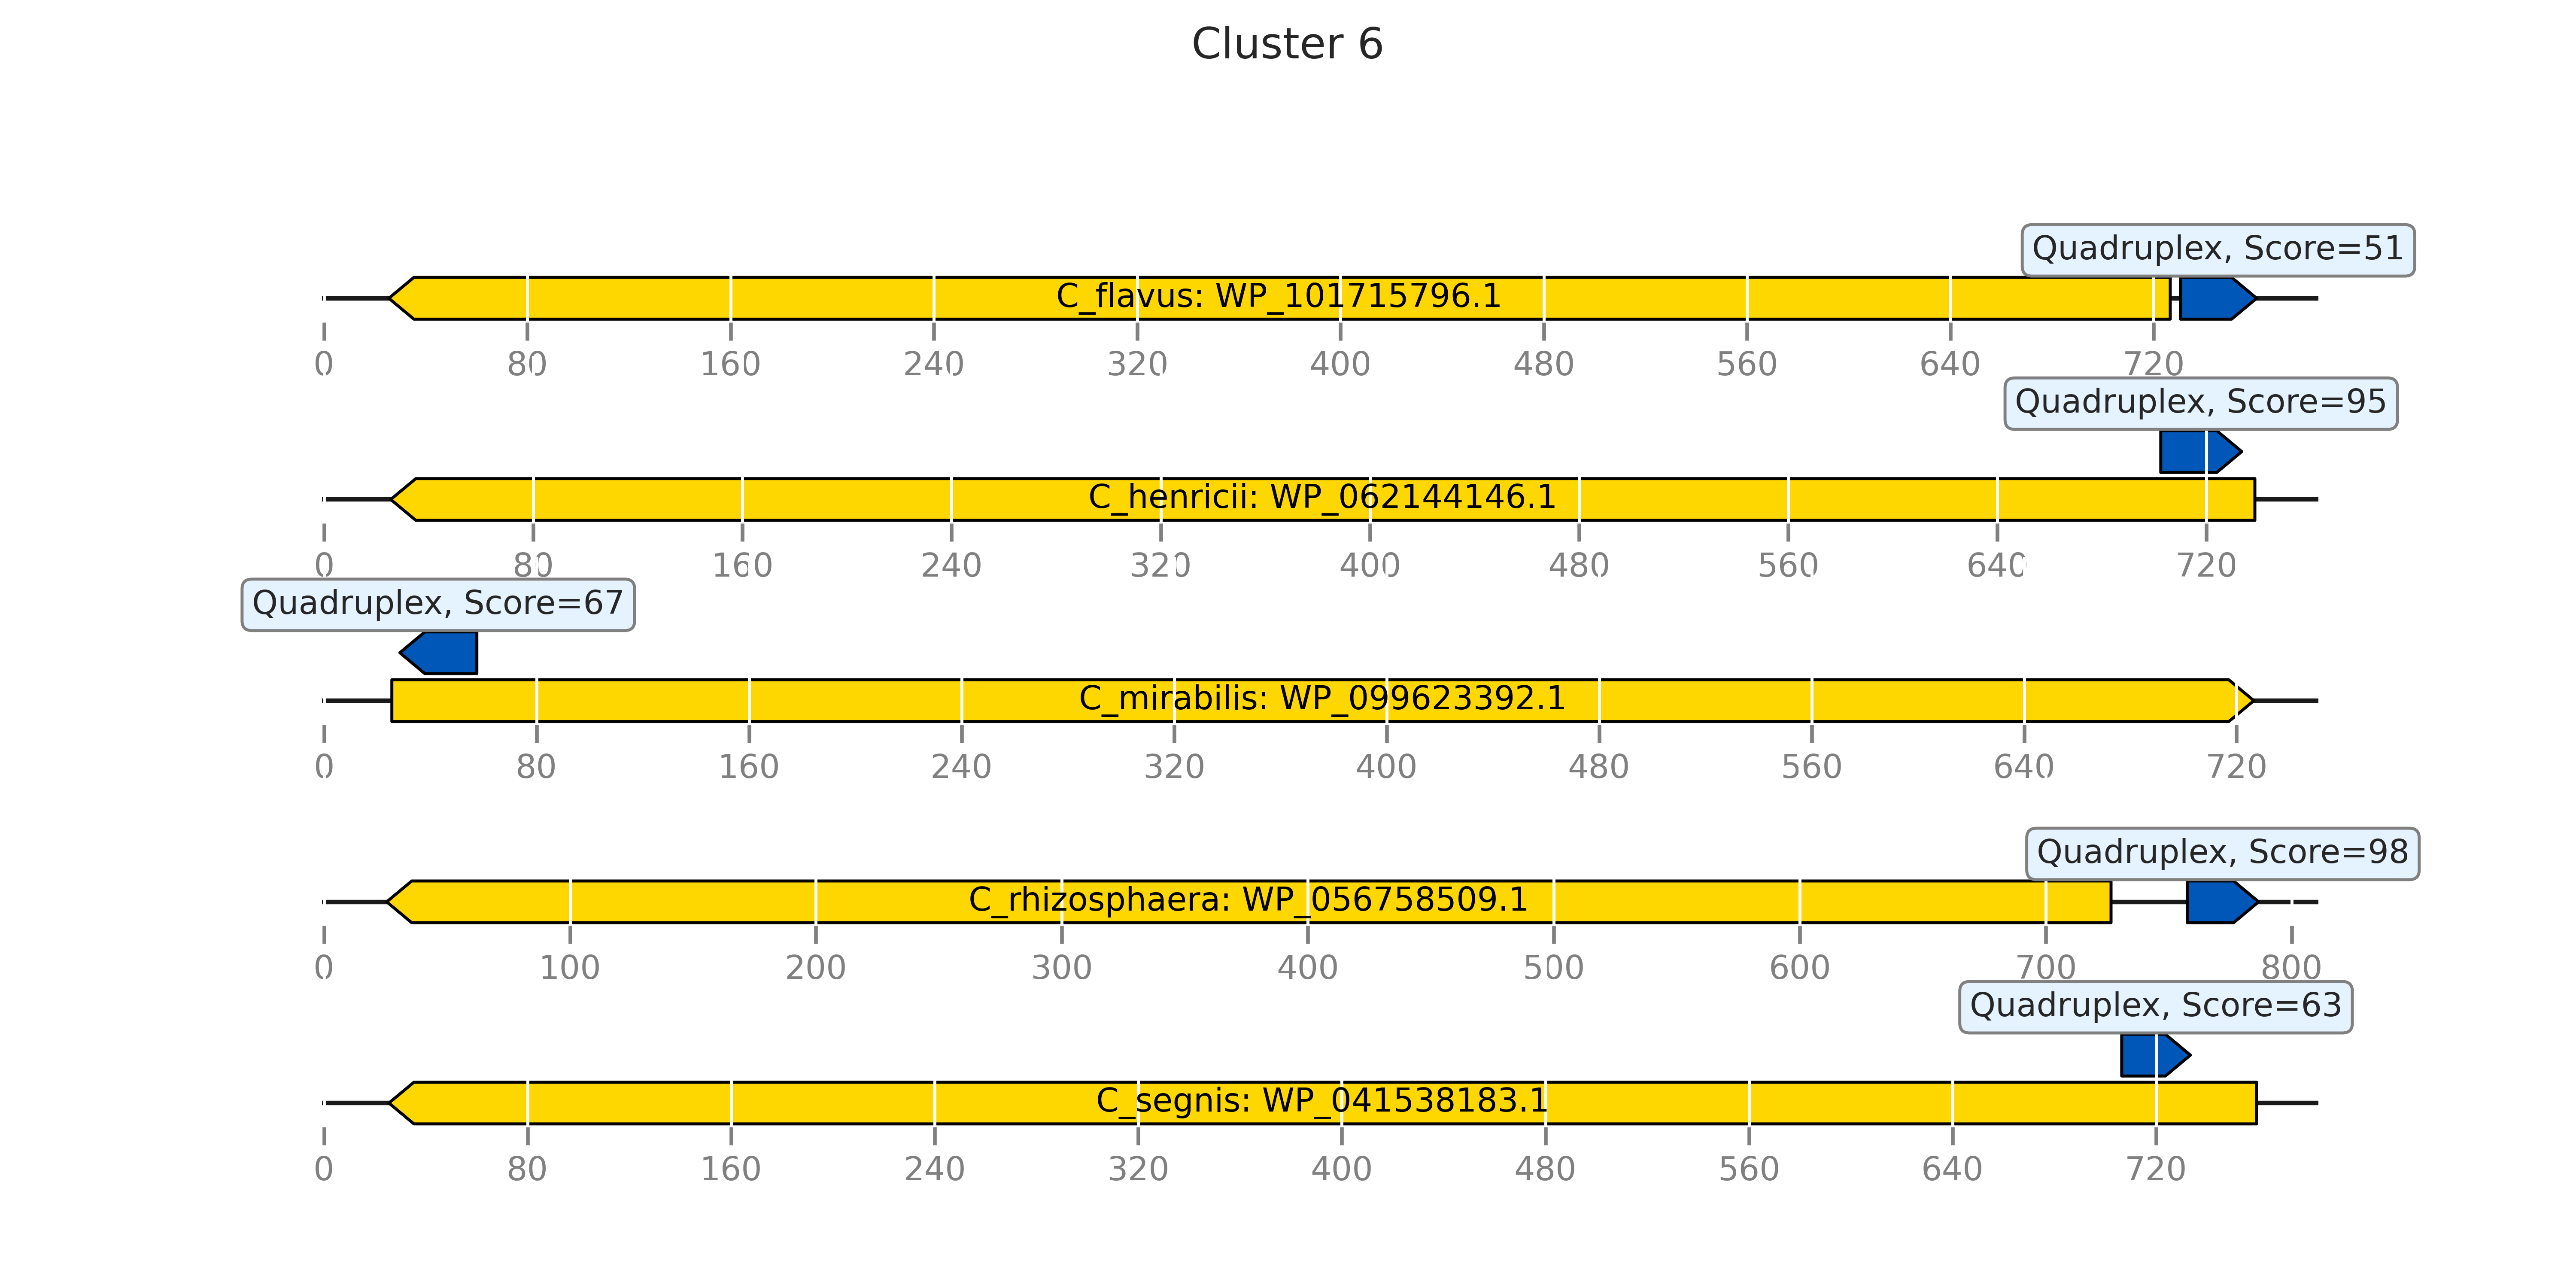 Cluster 6
Quadruplex, Score=51
C_flavus: WP_101715796.1
0 80 160 240 320 400 480 560 640 720
Quadruplex, Score=95
C_henricii: WP_062144146.1
0 80 160 240 320 400 480 560 640 720
Quadruplex, Score=67
C_mirabilis: WP_099623392.1
0 80 160 240 320 400 480 560 640 720
Quadruplex, Score=98
C_rhizosphaera: WP_056758509.1
0 100 200 300 400 500 600 700 800
Quadruplex, Score=63
C_segnis: WP_041538183.1
0 80 160 240 320 400 480 560 640 720